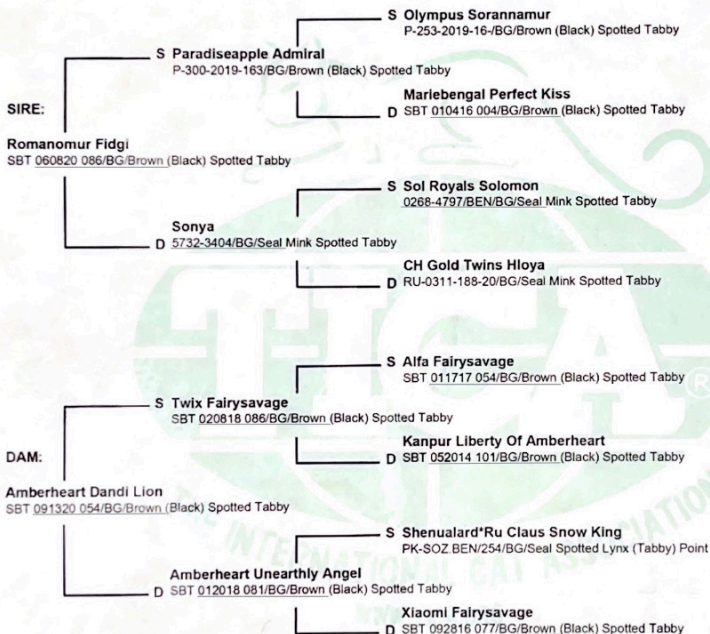 S Olympus Sorannamur
P-253-2019-16-/BG/Brown (Black) Spotted Tabby
S Paradiseapple Admiral
P-300-2019-163/BG/Brown (Black) Spotted Tabby
Mariebengal Perfect Kiss
D SBT 010416 004/BG/Brown (Black) Spotted Tabby
SIRE:
Romanomur Fidgi
SBT 060820 086/BG/Brown (Black) Spotted Tabby
S Sol Royals Solomon
0268-4797/BEN/BG/Seal Mink Spotted Tabby
Sonya
D 5732-3404/BG/Seal Mink Spotted Tabby
CH Gold Twins Hloya
D RU-0311-188-20/BG/Seal Mink Spotted Tabby
TICA ®
S Alfa Fairysavage
SBT 011717 054/BG/Brown (Black) Spotted Tabby
S Twix Fairysavage
SBT 020818 086/BG/Brown (Black) Spotted Tabby
Kanpur Liberty Of Amberheart
D SBT 052014 101/BG/Brown (Black) Spotted Tabby
DAM:
Amberheart Dandi Lion
SBT 091320 054/BG/Brown (Black) Spotted Tabby
THE INTERNATIONAL CAT ASSOCIATION
S Shenualard*Ru Claus Snow King
PK-SOZ.BEN/254/BG/Seal Spotted Lynx (Tabby) Point
Amberheart Unearthly Angel
D SBT 012018 081/BG/Brown (Black) Spotted Tabby
Xiaomi Fairysavage
D SBT 092816 077/BG/Brown (Black) Spotted Tabby